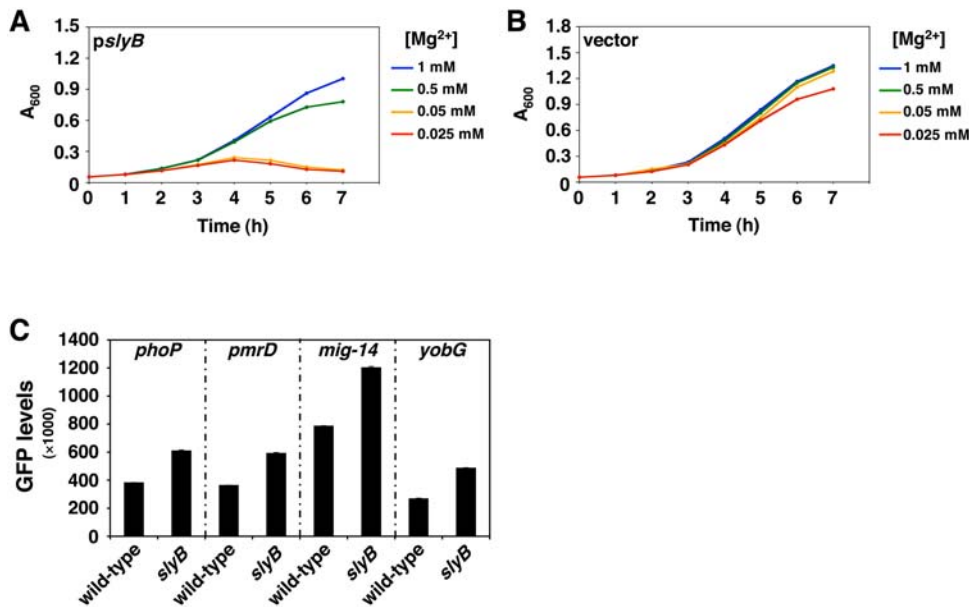 A
pslyB
[Mg2+]
1.5
1.2
0.9
0.6
0.3
0
A600
1 mM
0.5 mM
0.05 mM
0.025 mM
0 1 2 3 4 5 6 7
Time (h)
B
vector
[Mg2+]
1.8
1.5
1.2
0.9
0.6
0.3
0
A600
1 mM
0.5 mM
0.05 mM
0.025 mM
0 1 2 3 4 5 6 7
Time (h)
C
phoP pmrD mig-14 yobG
1400
1200
1000
800
600
400
200
0
GFP levels
(×1000)
wild-type slyB wild-type slyB wild-type slyB wild-type slyB